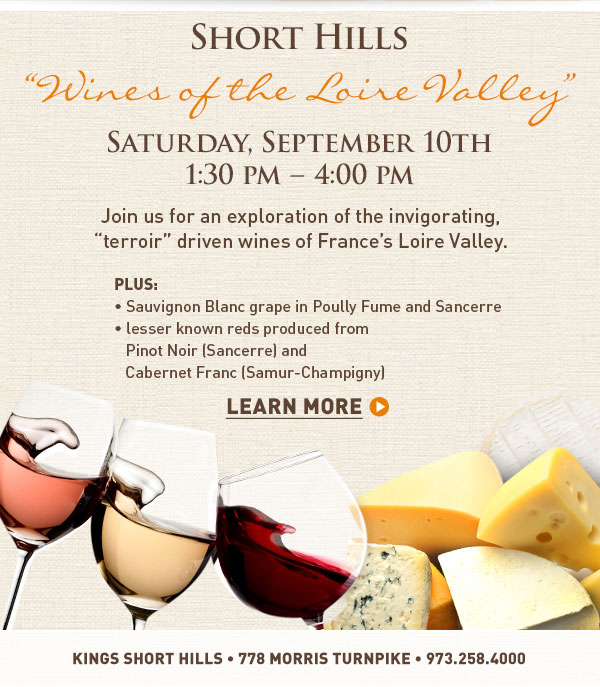 Short Hills
“Wines of the Loire Valley”
Saturday, September 10th
1:30 pm – 4:00 pm
Join us for an exploration of the invigorating,
“terroir” driven wines of France’s Loire Valley.
PLUS:
• Sauvignon Blanc grape in Poully Fume and Sancerre
• lesser known reds produced from
Pinot Noir (Sancerre) and
Cabernet Franc (Samur-Champigny)
LEARN MORE
KINGS SHORT HILLS • 778 MORRIS TURNPIKE • 973.258.4000